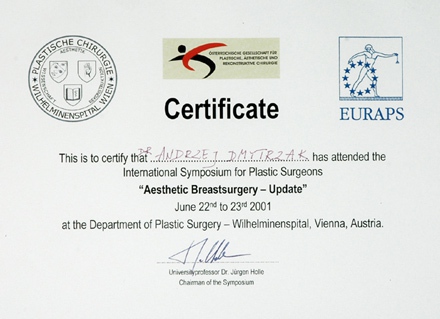 PLASTISCHE CHIRURGIE
WILHELMINENSPITAL WIEN
AESTHETIA
ÖSTERREICHISCHE GESELLSCHAFT FÜR
PLASTISCHE, ÄSTHETISCHE UND
REKONSTRUKTIVE CHIRURGIE
EURAPS
Certificate
This is to certify that DR ANDRZEJ DMYTRZAK has attended the
International Symposium for Plastic Surgeons
"Aesthetic Breastsurgery – Update"
June 22nd to 23rd 2001
at the Department of Plastic Surgery – Wilhelminenspital, Vienna, Austria.
Universityprofessor Dr. Jürgen Holle
Chairman of the Symposium